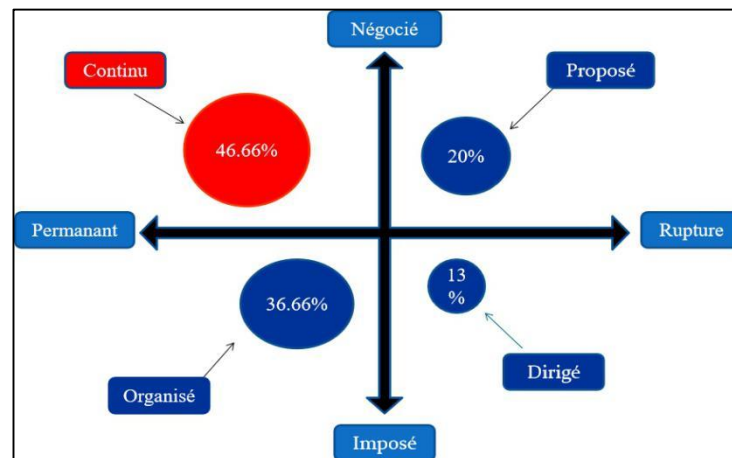 Négocié
Continu
Proposé
46.66%
20%
Permanant
Rupture
36.66%
13
%
Organisé
Dirigé
Imposé